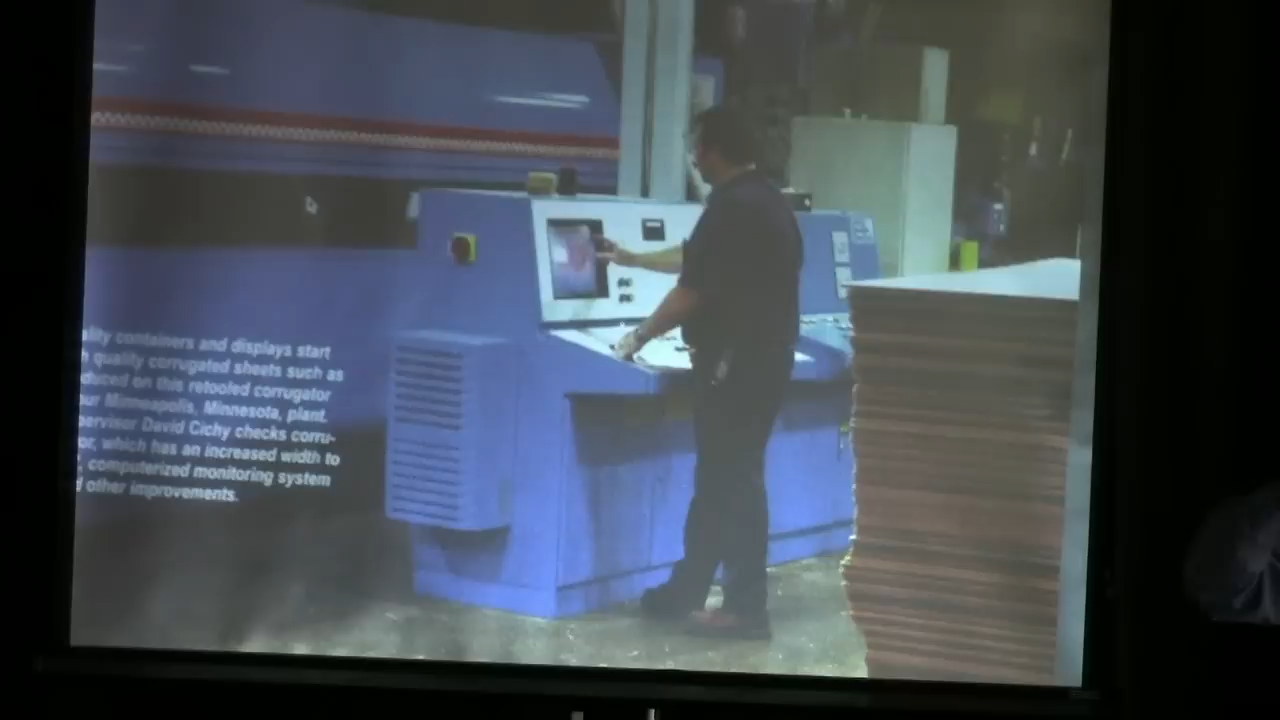 ality containers and displays start
h quality corrugated sheets such as
duced on this retooled corrugator
ur Minneapolis, Minnesota, plant.
pervisor David Cichy checks corru-
or, which has an increased width to
, computerized monitoring system
d other improvements.